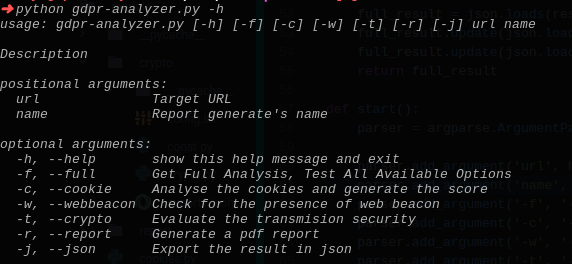 ➜python gdpr-analyzer.py -h
usage: gdpr-analyzer.py [-h] [-f] [-c] [-w] [-t] [-r] [-j] url name
Description
positional arguments:
url Target URL
name Report generate's name
optional arguments:
-h, --help show this help message and exit
-f, --full Get Full Analysis, Test All Available Options
-c, --cookie Analyse the cookies and generate the score
-w, --webbeacon Check for the presence of web beacon
-t, --crypto Evaluate the transmision security
-r, --report Generate a pdf report
-j, --json Export the result in json